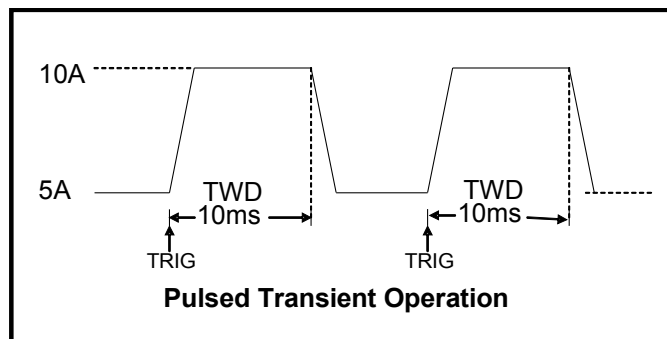 10A
5A
TWD
10ms
TWD
10ms
TRIG
TRIG
Pulsed Transient Operation